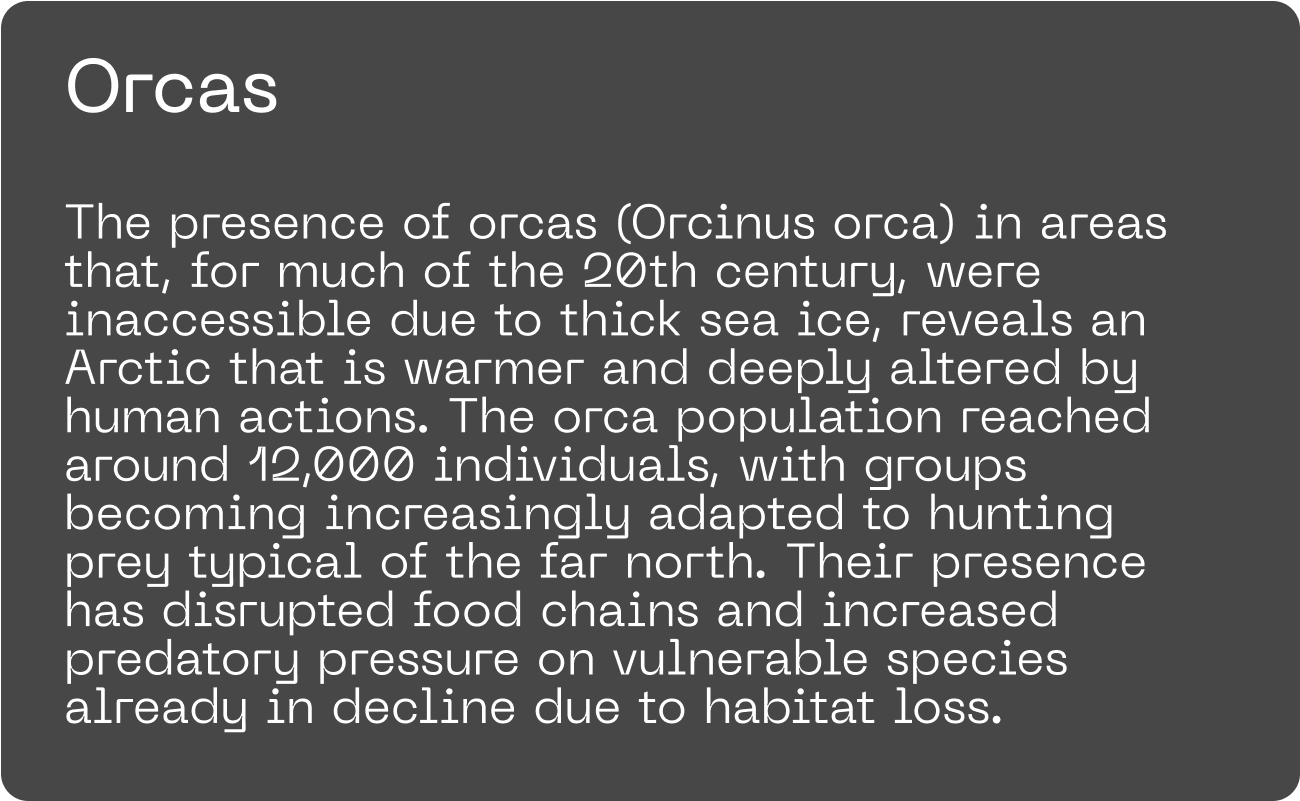 Orcas
The presence of orcas (Orcinus orca) in areas
that, for much of the 20th century, were
inaccessible due to thick sea ice, reveals an
Arctic that is warmer and deeply altered by
human actions. The orca population reached
around 12,000 individuals, with groups
becoming increasingly adapted to hunting
prey typical of the far north. Their presence
has disrupted food chains and increased
predatory pressure on vulnerable species
already in decline due to habitat loss.